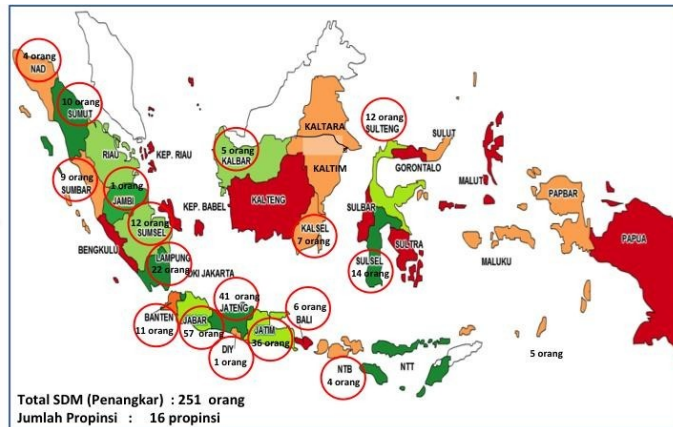 4 orang
NAD
10 orang
SUMUT
RIAU
KEP. RIAU
9 orang
SUMBAR
1 orang
JAMBI
12 orang
SUMSEL
KEP. BABEL
BENGKULU
LAMPUNG
22 orang
DKI JAKARTA
BANTEN
11 orang
JABAR
57 orang
41 orang
JATENG
DIY
1 orang
JATIM
36 orang
6 orang
BALI
NTB
4 orang
NTT
5 orang
KALBAR
KALTENG
KALTARA
KALTIM
KALSEL
7 orang
12 orang
SULTENG
SULUT
GORONTALO
SULBAR
SULTRA
SULSEL
14 orang
MALUT
MALUKU
PAPBAR
PAPUA
5 orang
Total SDM (Penangkar) : 251 orang
Jumlah Propinsi : 16 propinsi